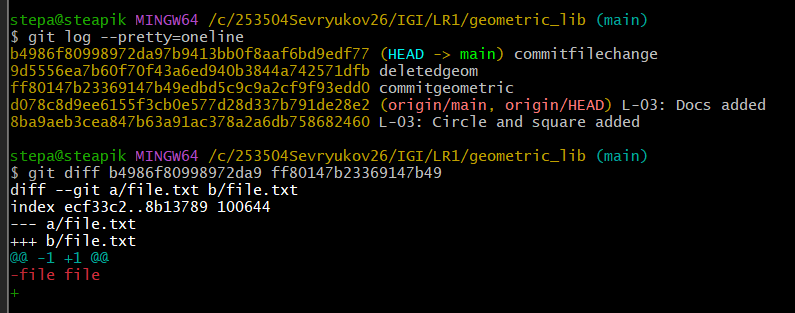 stepa@steapik MINGW64 /c/253504Sevryukov26/IGI/LR1/geometric_lib (main)
$ git log --pretty=oneline
b4986f80998972da97b9413bb0f8aaf6bd9edf77 (HEAD -> main) commitfilechange
9d5556ea7b60f70f43a6ed940b3844a742571dfb deletedgeom
ff80147b23369147b49edbd5c9c9a2cf9f93edd0 commitgeometric
d078c8d9ee6155f3cb0e577d28d337b791de28e2 (origin/main, origin/HEAD) L-03: Docs added
8ba9aeb3cea847b63a91ac378a2a6db758682460 L-03: Circle and square added
stepa@steapik MINGW64 /c/253504Sevryukov26/IGI/LR1/geometric_lib (main)
$ git diff b4986f80998972da9 ff80147b23369147b49
diff --git a/file.txt b/file.txt
index ecf33c2..8b13789 100644
--- a/file.txt
+++ b/file.txt
@@ -1 +1 @@
-file file
+